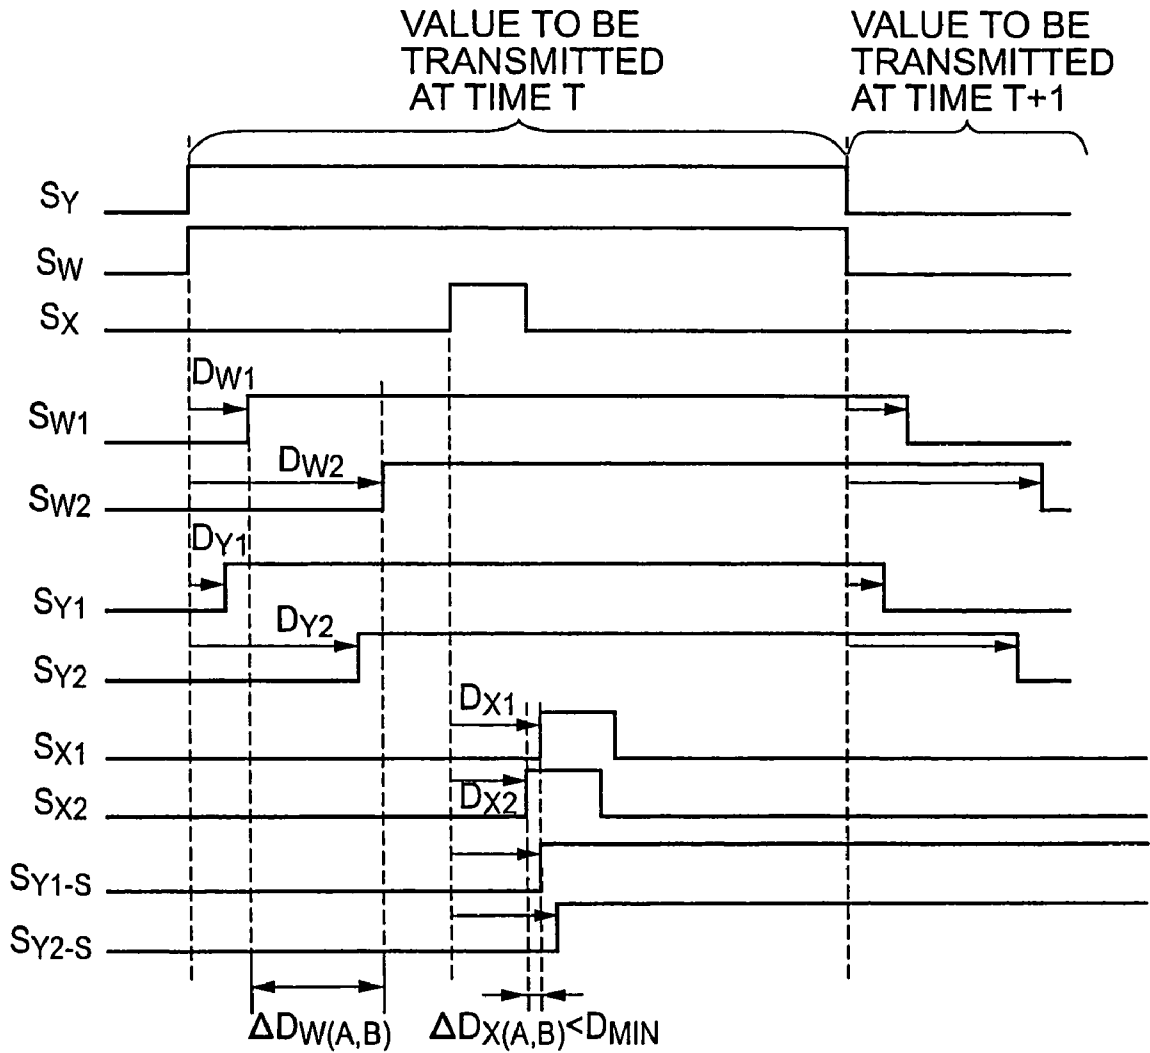 VALUE TO BE
TRANSMITTED
AT TIME T
VALUE TO BE
TRANSMITTED
AT TIME T+1
SY
SW
SX
DW1
SW1
DW2
SW2
DY1
SY1
DY2
SY2
DX1
SX1
DX2
SX2
SY1-S
SY2-S
ΔDW(A,B)
ΔDX(A,B)<DMIN